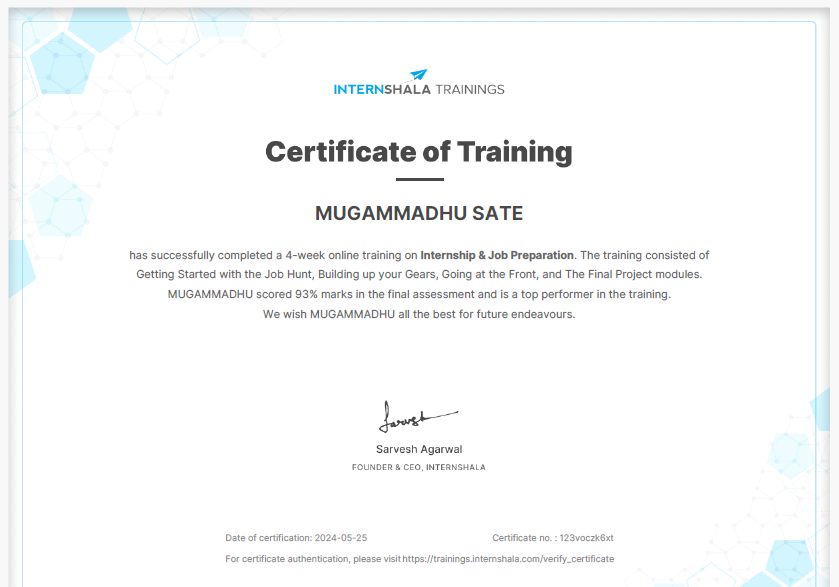 INTERNSHALA TRAININGS
Certificate of Training
MUGAMMADHU SATE
has successfully completed a 4-week online training on Internship & Job Preparation. The training consisted of
Getting Started with the Job Hunt, Building up your Gears, Going at the Front, and The Final Project modules.
MUGAMMADHU scored 93% marks in the final assessment and is a top performer in the training.
We wish MUGAMMADHU all the best for future endeavours.
Sarvesh
Sarvesh Agarwal
FOUNDER & CEO, INTERNSHALA
Date of certification: 2024-05-25 Certificate no. : 123voczk6xt
For certificate authentication, please visit https://trainings.internshala.com/verify_certificate